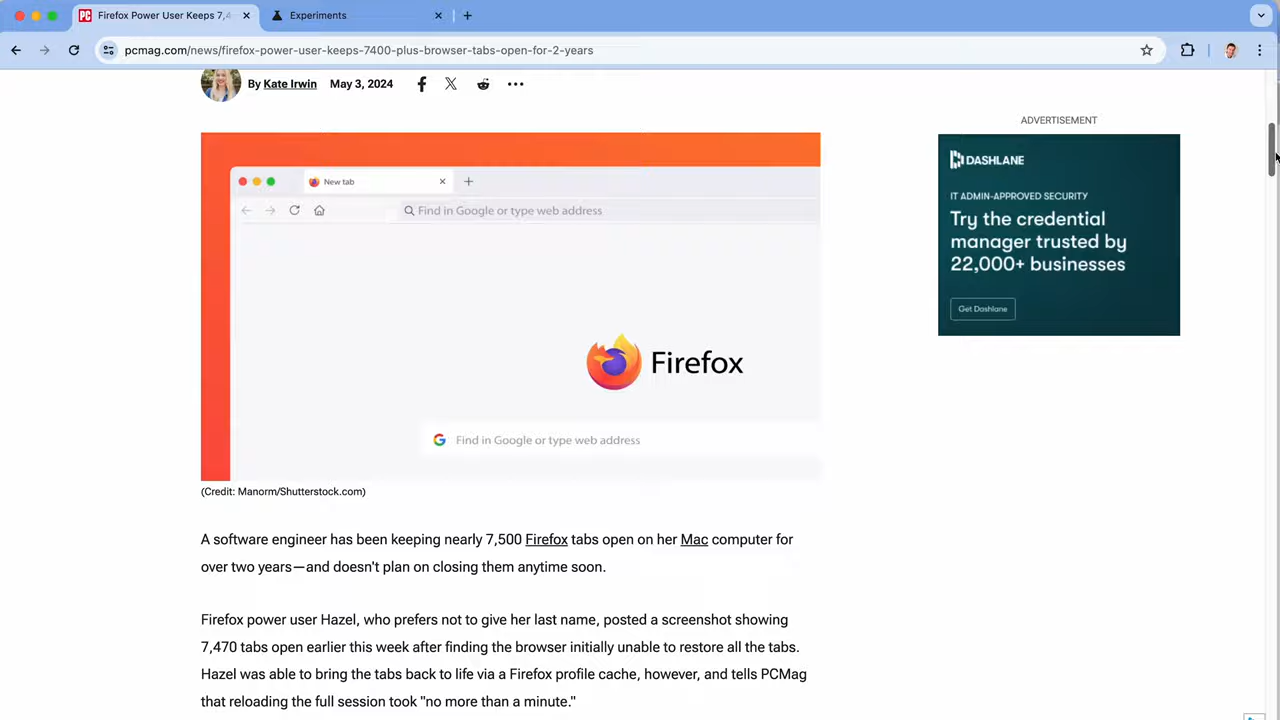 Firefox Power User Keeps 7,4
Experiments
pcmag.com/news/firefox-power-user-keeps-7400-plus-browser-tabs-open-for-2-years
By Kate Irwin May 3, 2024
ADVERTISEMENT
DASHLANE
IT ADMIN-APPROVED SECURITY
Try the credential
manager trusted by
22,000+ businesses
Get Dashlane
New tab
Find in Google or type web address
Firefox
Find in Google or type web address
(Credit: Manorm/Shutterstock.com)
A software engineer has been keeping nearly 7,500 Firefox tabs open on her Mac computer for
over two years—and doesn't plan on closing them anytime soon.
Firefox power user Hazel, who prefers not to give her last name, posted a screenshot showing
7,470 tabs open earlier this week after finding the browser initially unable to restore all the tabs.
Hazel was able to bring the tabs back to life via a Firefox profile cache, however, and tells PCMag
that reloading the full session took "no more than a minute."